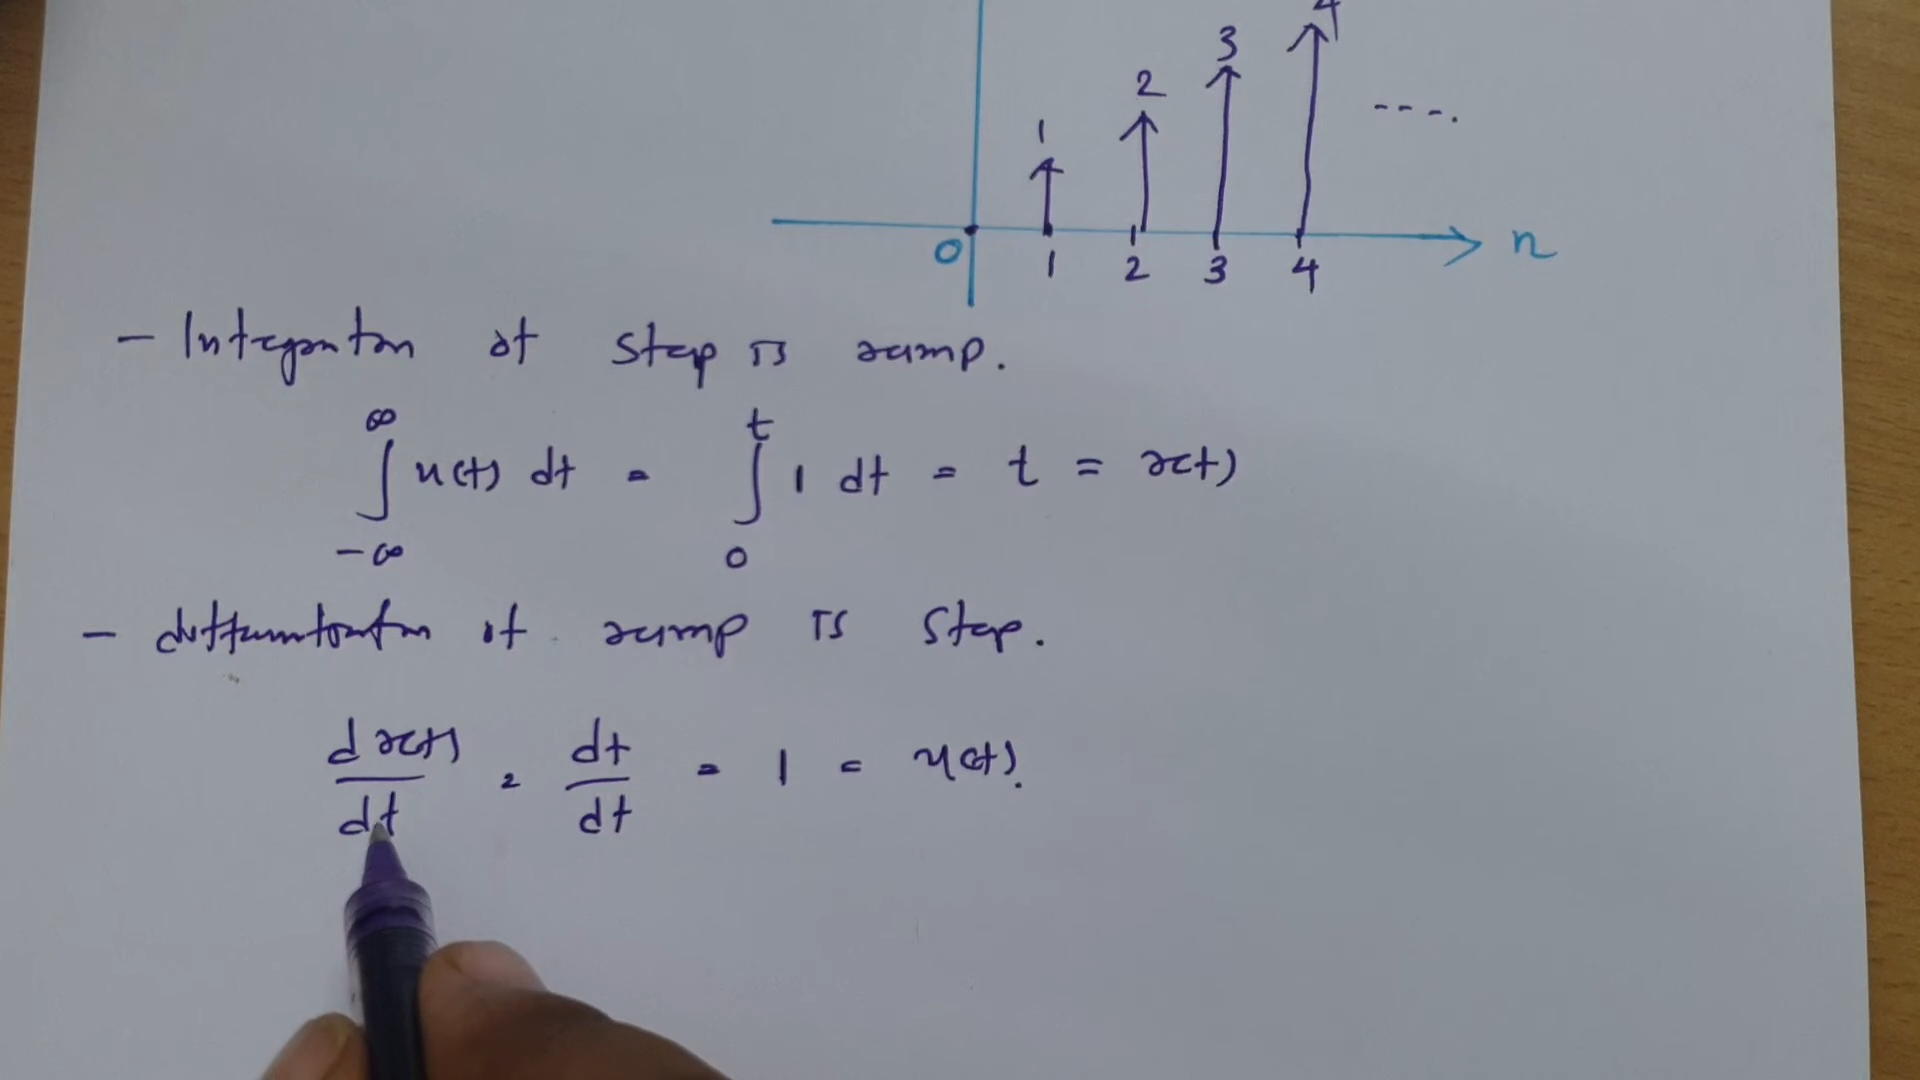 4
3
2
1
----.
0 1 2 3 4 n
- Integration of step is ramp.
∞ t
∫ u(t) dt = ∫ 1 dt = t = r(t)
-∞ 0
- differentiation of ramp is step.
d r(t) / dt = dt / dt = 1 = u(t).